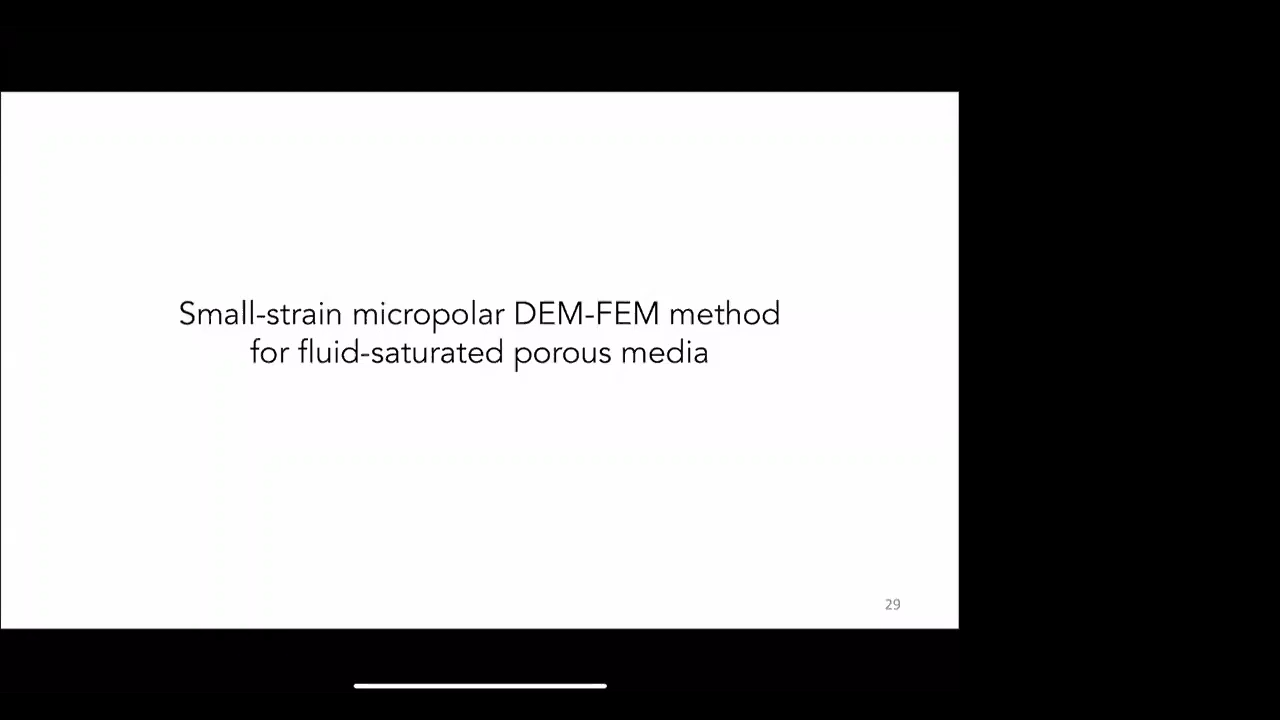 Small-strain micropolar DEM-FEM method
for fluid-saturated porous media
29